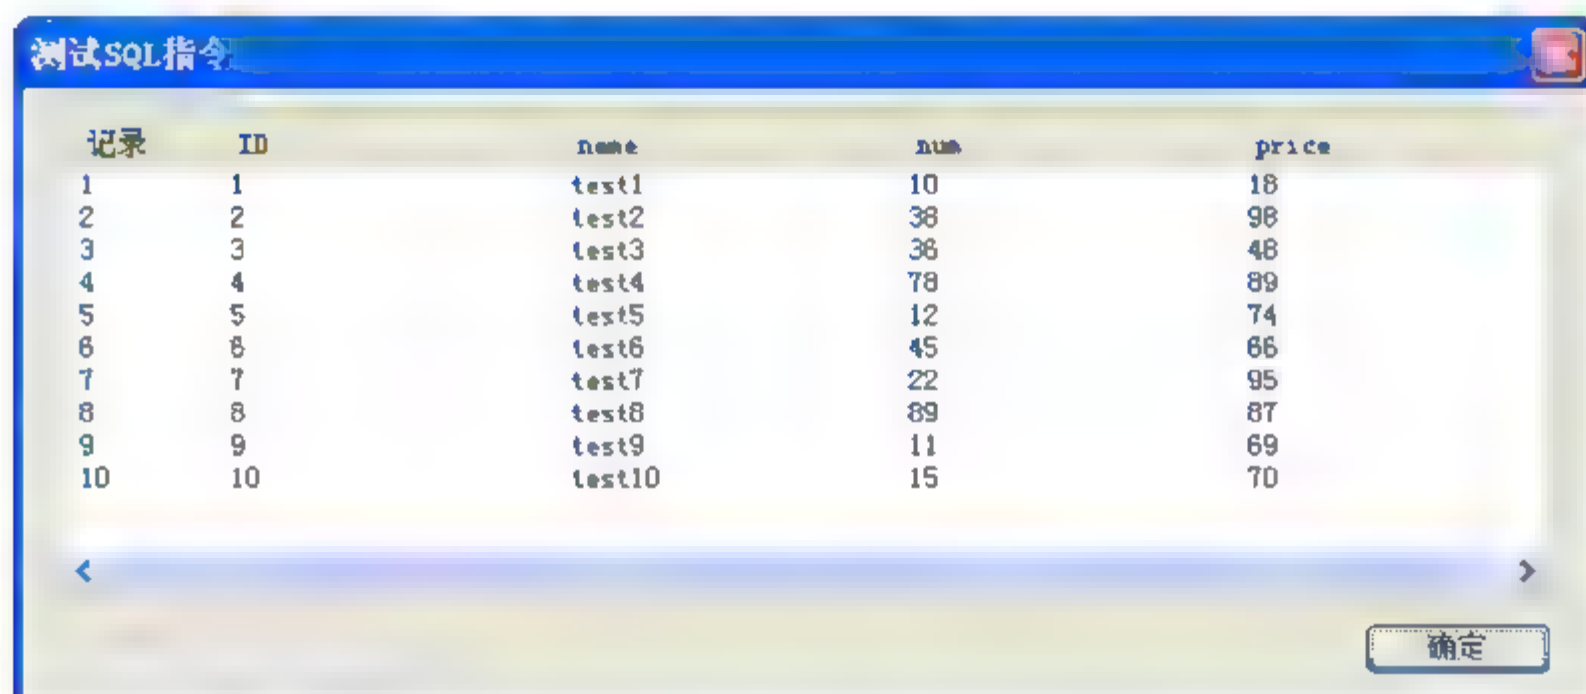 测试SQL指令
记录 ID name num price
1 1 test1 10 18
2 2 test2 38 98
3 3 test3 36 48
4 4 test4 78 89
5 5 test5 12 74
6 6 test6 45 66
7 7 test7 22 95
8 8 test8 89 87
9 9 test9 11 69
10 10 test10 15 70
确定